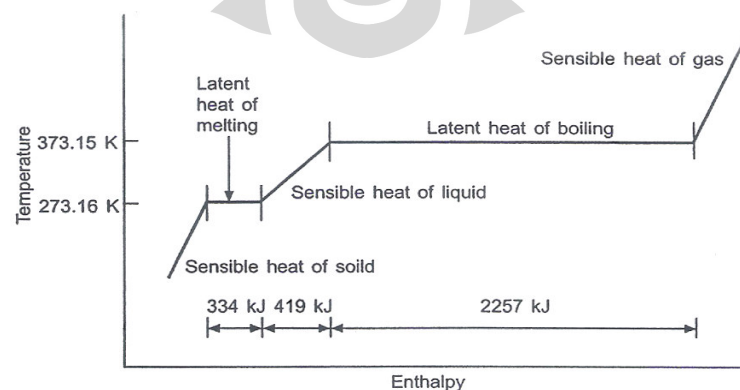 Sensible heat of gas
Latent
heat of
melting
Latent heat of boiling
373.15 K
Temperature
Sensible heat of liquid
273.16 K
Sensible heat of soild
334 kJ
419 kJ
2257 kJ
Enthalpy